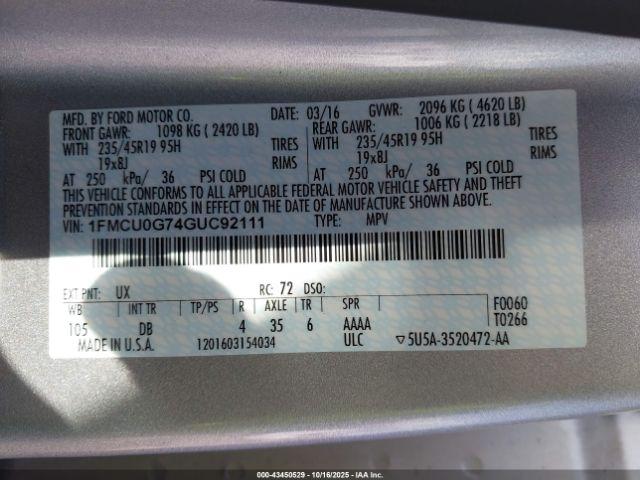 MFD. BY FORD MOTOR CO. DATE: 03/16 GVWR: 2096 KG ( 4620 LB)
FRONT GAWR: 1098 KG ( 2420 LB) REAR GAWR: 1006 KG ( 2218 LB)
WITH 235/45R19 95H TIRES WITH 235/45R19 95H TIRES
19x8J RIMS 19x8J RIMS
AT 250 kPa/ 36 PSI COLD AT 250 kPa/ 36 PSI COLD
THIS VEHICLE CONFORMS TO ALL APPLICABLE FEDERAL MOTOR VEHICLE SAFETY AND THEFT
PREVENTION STANDARDS IN EFFECT ON THE DATE OF MANUFACTURE SHOWN ABOVE.
VIN: 1FMCU0G74GUC92111 TYPE: MPV
EXT PNT: UX RC: 72 DSO: F0060
WB INT TR TP/PS R AXLE TR SPR T0266
105 DB 4 35 6 AAAA
MADE IN U.S.A. 1201603154034 ULC ▽5U5A-3520472-AA
000-43450529 - 10/16/2025 - IAA Inc.